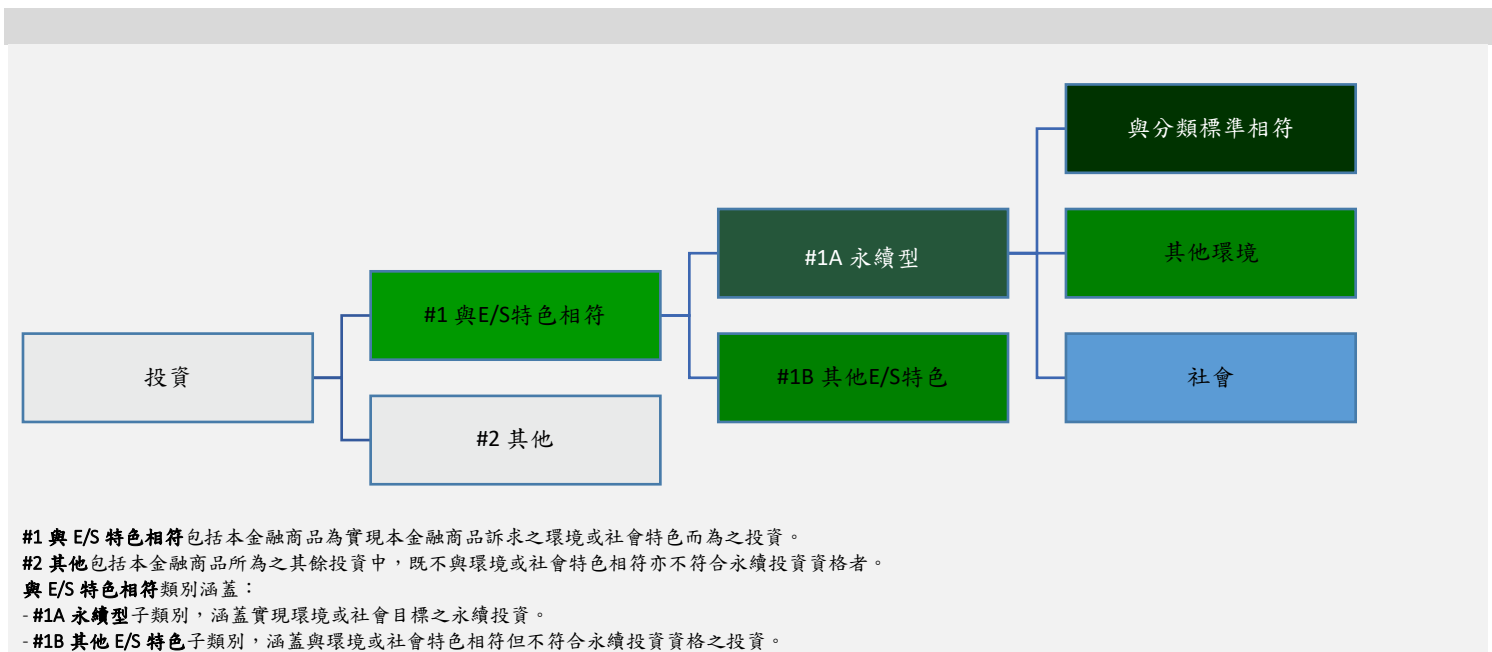 與分類標準相符
#1A 永續型
其他環境
#1 與E/S特色相符
投資
#1B 其他E/S特色
社會
#2 其他
#1 與 E/S 特色相符包括本金融商品為實現本金融商品訴求之環境或社會特色而為之投資。
#2 其他包括本金融商品所為之其餘投資中，既不與環境或社會特色相符亦不符合永續投資資格者。
與 E/S 特色相符類別涵蓋：
- #1A 永續型子類別，涵蓋實現環境或社會目標之永續投資。
- #1B 其他 E/S 特色子類別，涵蓋與環境或社會特色相符但不符合永續投資資格之投資。